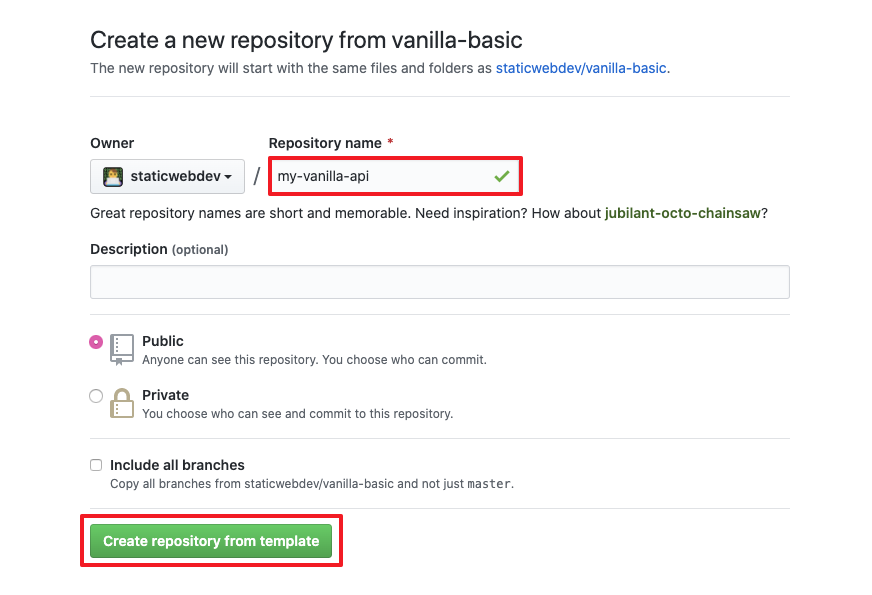 Create a new repository from vanilla-basic
The new repository will start with the same files and folders as staticwebdev/vanilla-basic.
Owner
Repository name *
staticwebdev
/
my-vanilla-api
Great repository names are short and memorable. Need inspiration? How about jubilant-octo-chainsaw?
Description (optional)
Public
Anyone can see this repository. You choose who can commit.
Private
You choose who can see and commit to this repository.
Include all branches
Copy all branches from staticwebdev/vanilla-basic and not just master.
Create repository from template